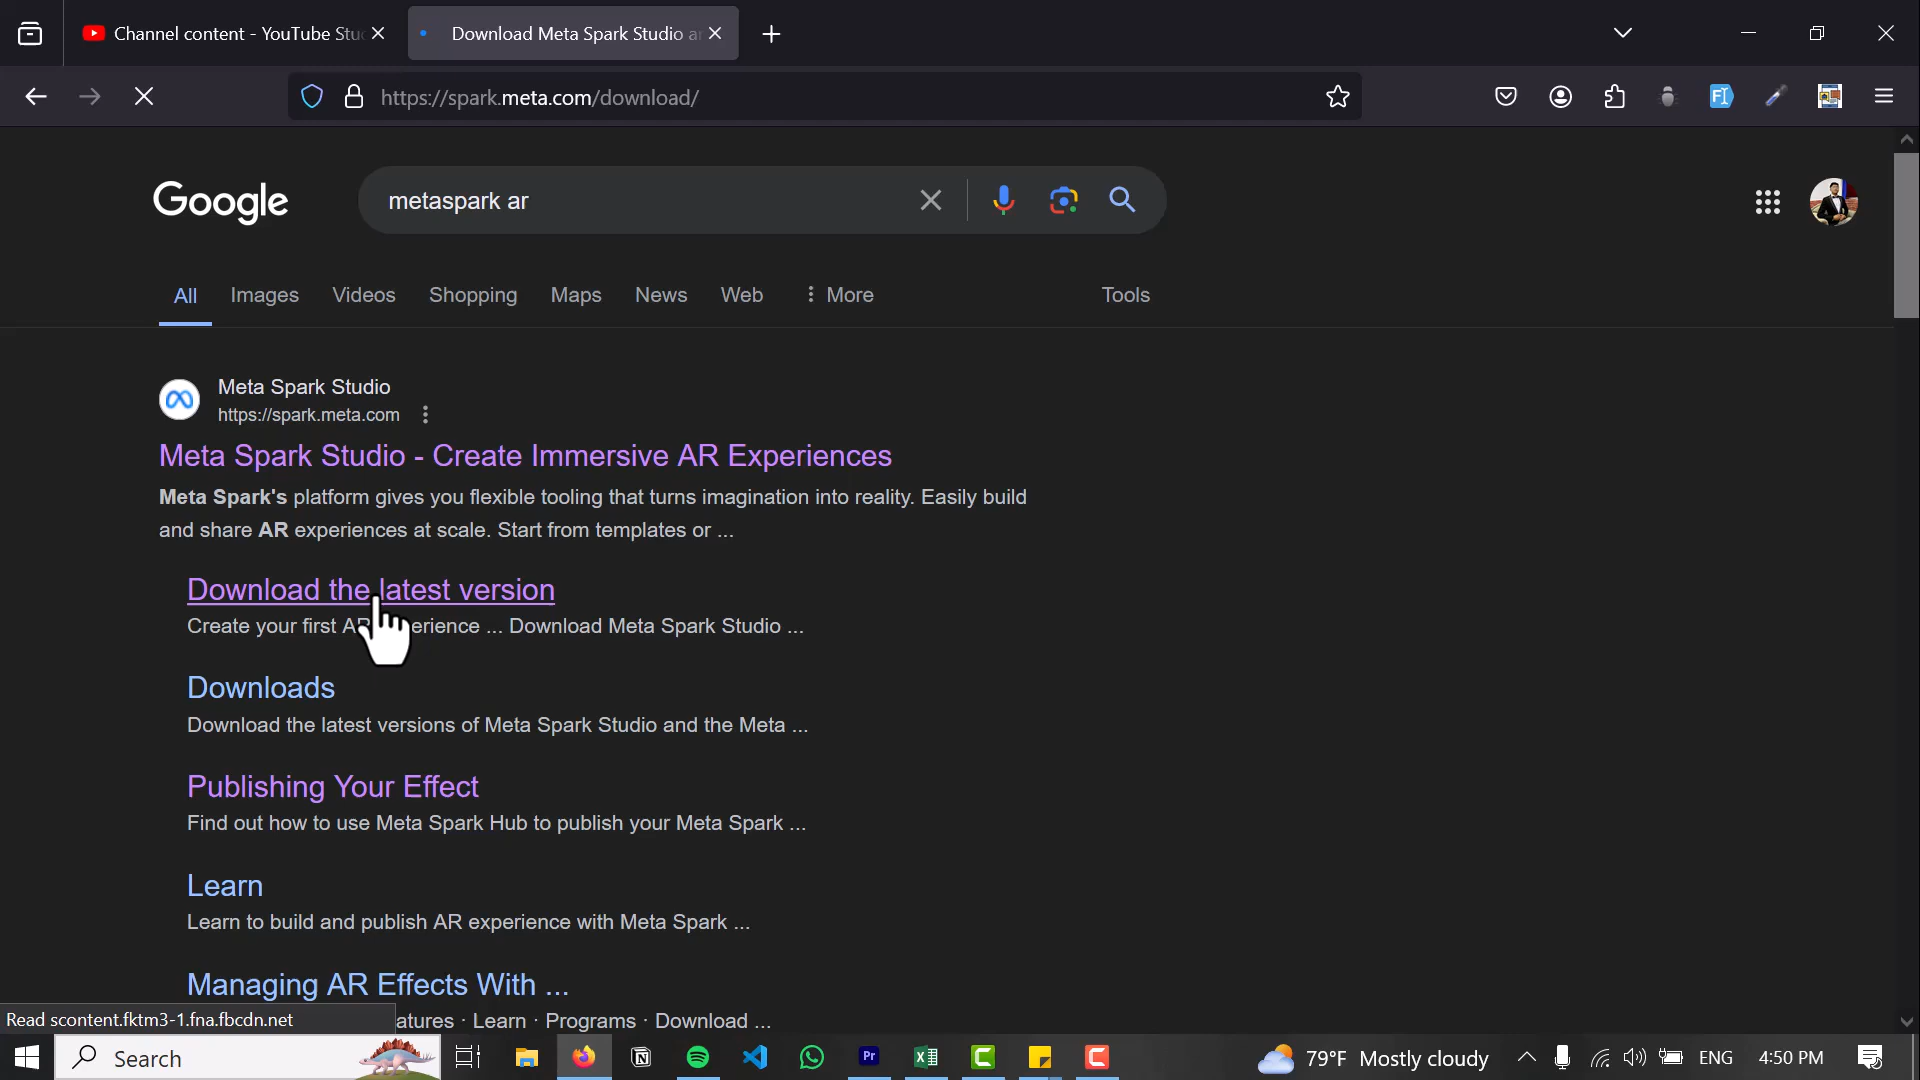 Channel content - YouTube Stu
Download Meta Spark Studio a
https://spark.meta.com/download/
Google
metaspark ar
All
Images
Videos
Shopping
Maps
News
Web
More
Tools
Meta Spark Studio
https://spark.meta.com
Meta Spark Studio - Create Immersive AR Experiences
Meta Spark's platform gives you flexible tooling that turns imagination into reality. Easily build
and share AR experiences at scale. Start from templates or ...
Download the latest version
Create your first AR erience ... Download Meta Spark Studio ...
Downloads
Download the latest versions of Meta Spark Studio and the Meta ...
Publishing Your Effect
Find out how to use Meta Spark Hub to publish your Meta Spark ...
Learn
Learn to build and publish AR experience with Meta Spark ...
Managing AR Effects With ...
atures · Learn · Programs · Download ...
Read scontent.fktm3-1.fna.fbcdn.net
Search
Pr
79°F Mostly cloudy
ENG
4:50 PM